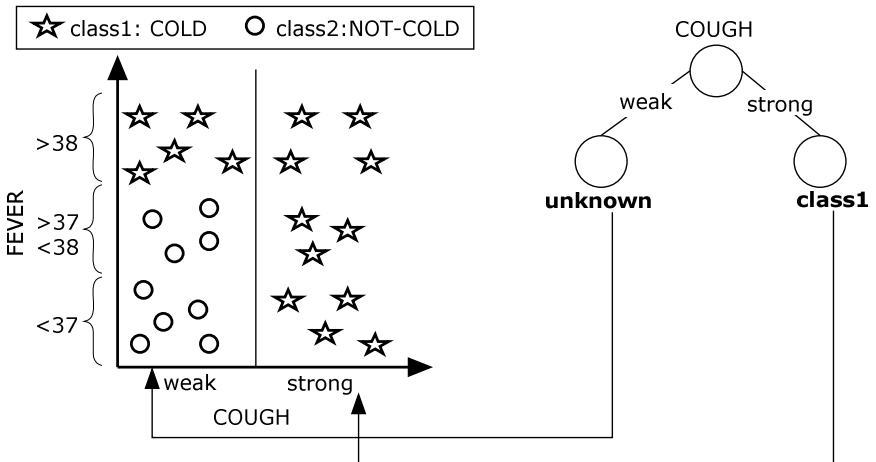 class1: COLD
class2:NOT-COLD
COUGH
weak
strong
unknown
class1
FEVER
>38
>37
<38
<37
weak
strong
COUGH